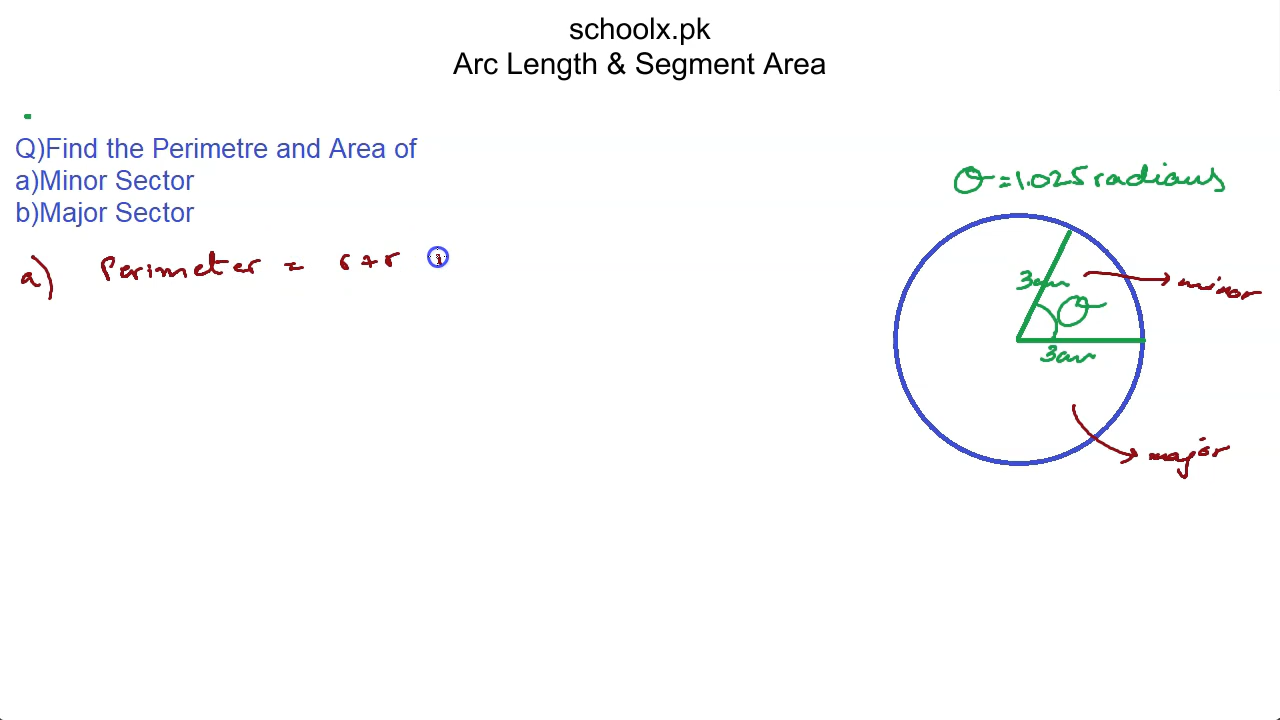 schoolx.pk
Arc Length & Segment Area
Q)Find the Perimetre and Area of
a)Minor Sector
b)Major Sector
a) Perimeter = r+r
θ=1.025 radians
3cm
θ
3cm
minor
major